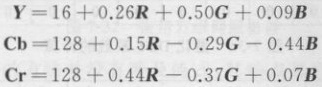 Y = 16 + 0.26R + 0.50G + 0.09B
Cb = 128 + 0.15R − 0.29G − 0.44B
Cr = 128 + 0.44R − 0.37G + 0.07B